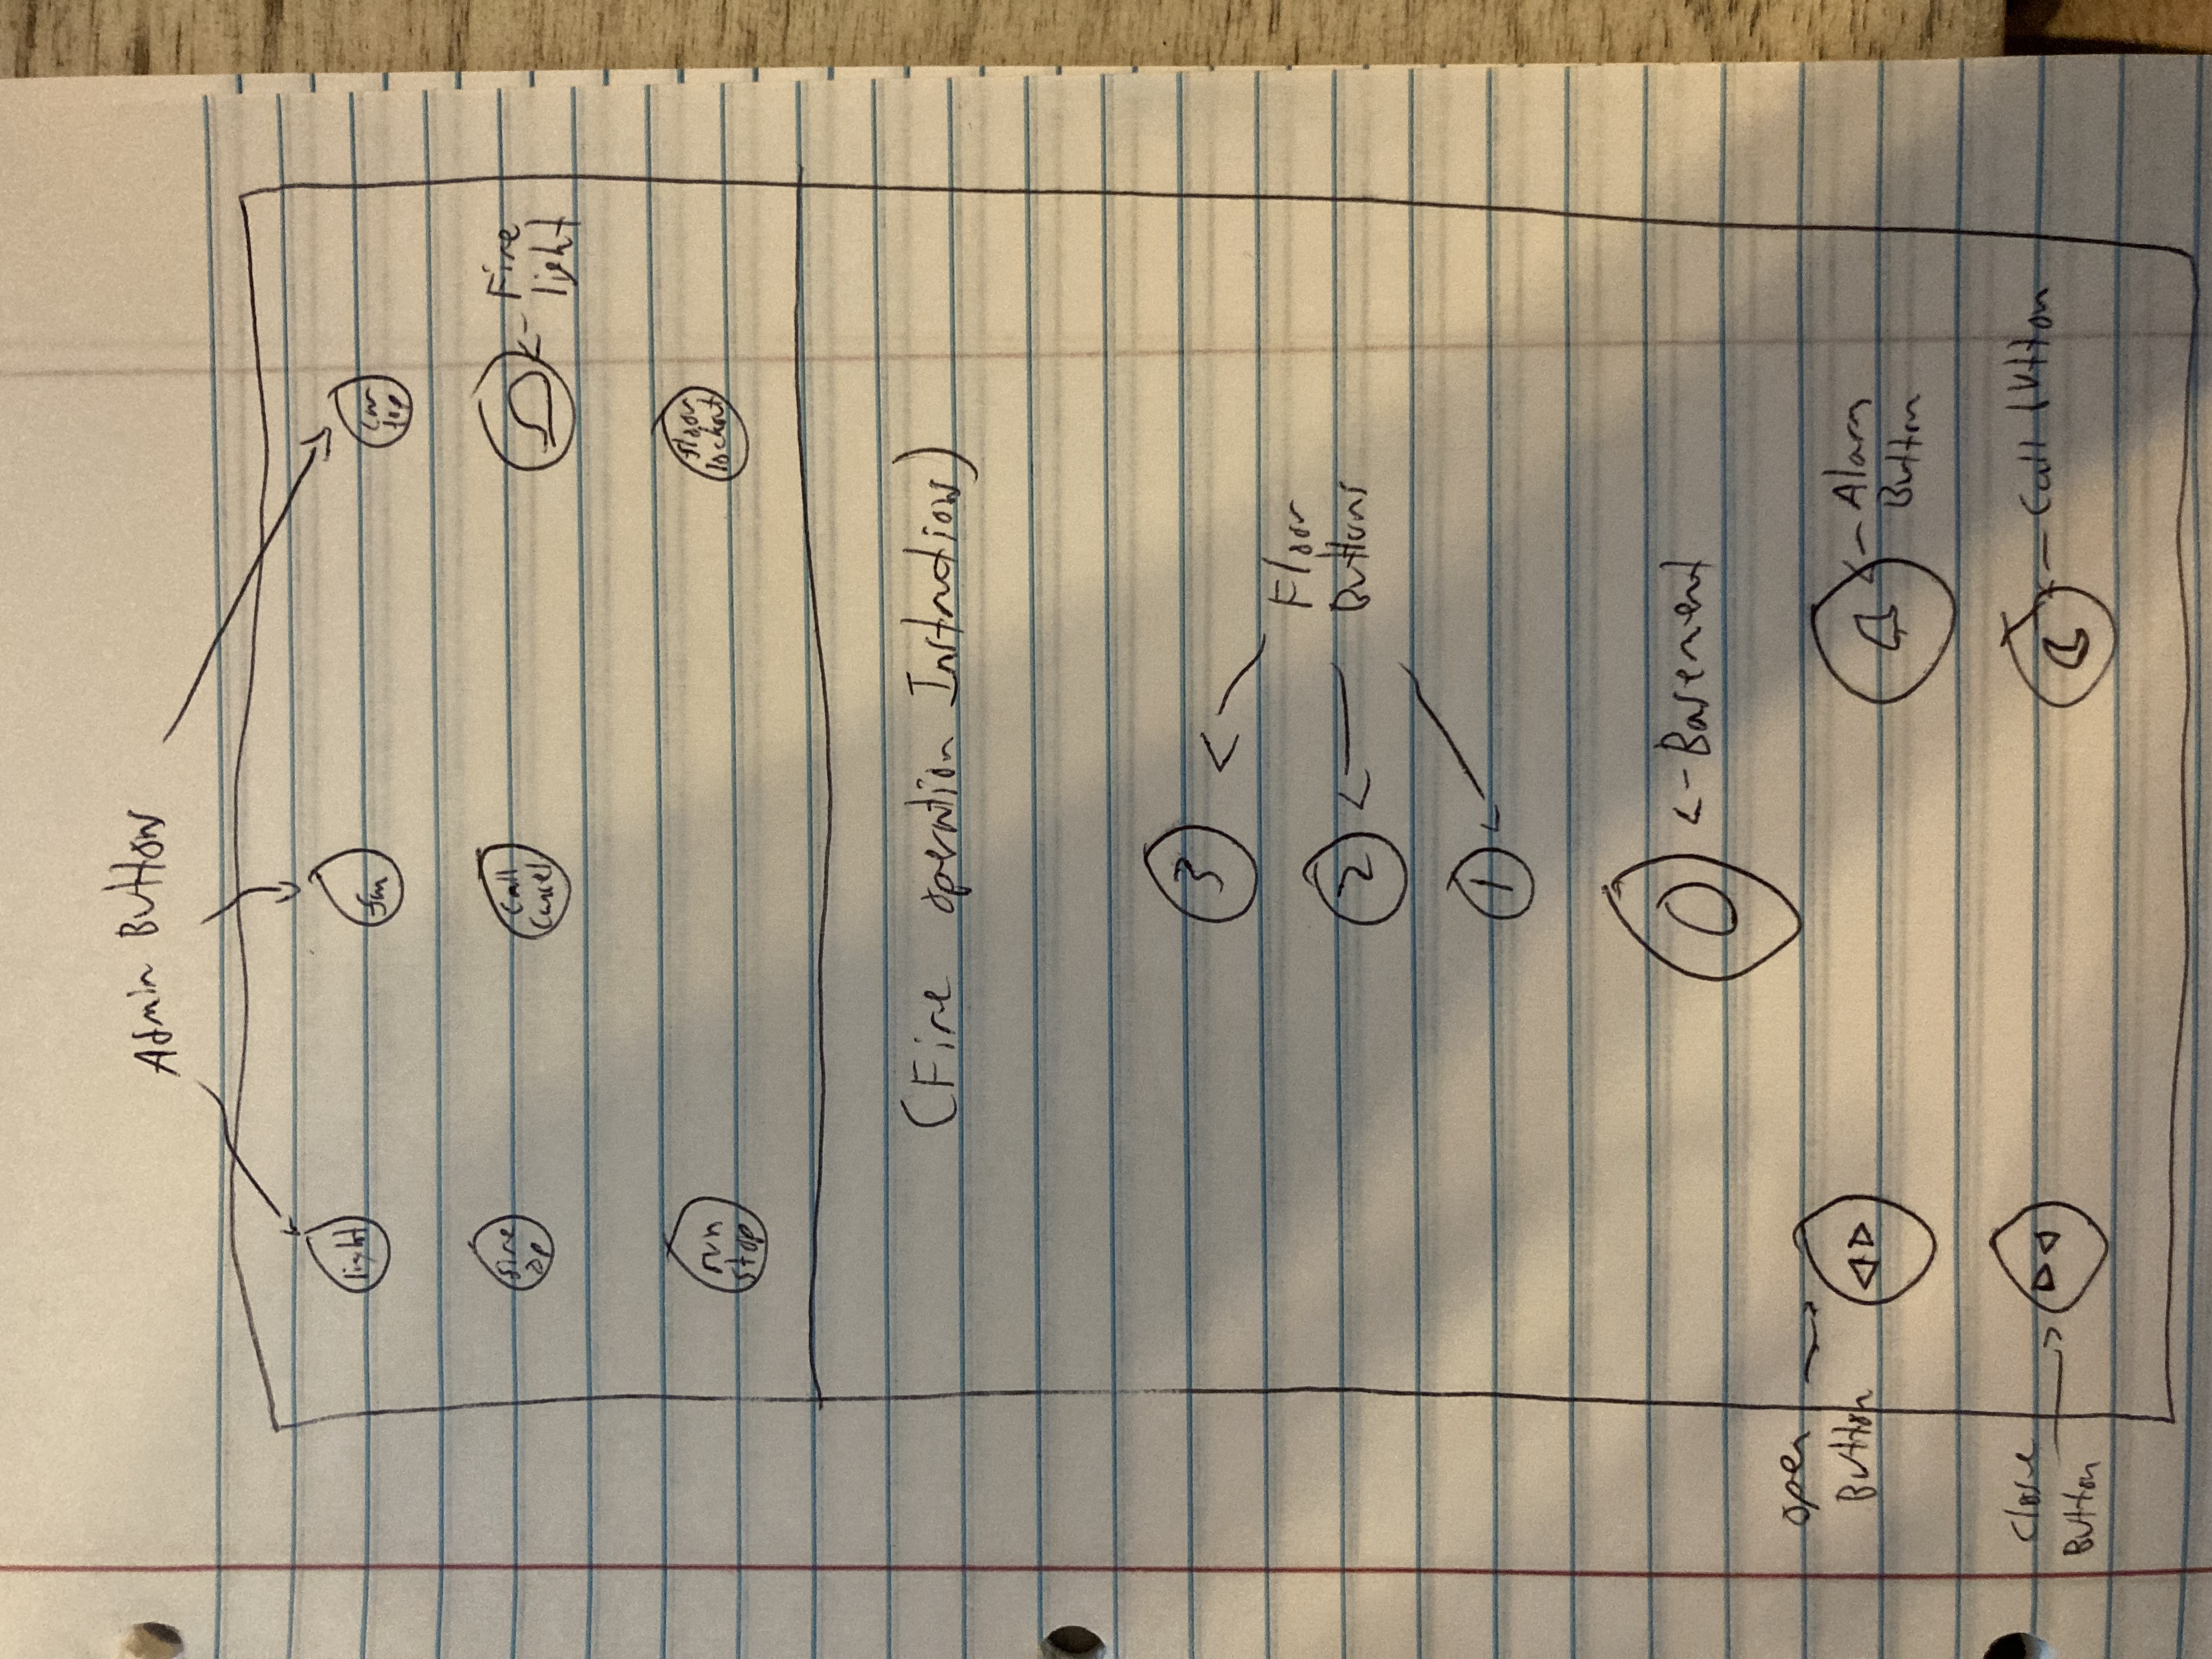 Admin Buttons
light
fan
car
top
fire
op
Call
Cancel
Fire
light
run
stop
floor
lockout
(Fire operation Instructions)
3
Floor
Buttons
2
1
0
Basement
open
Button
Alarm
Button
Close
Button
Call bUtton